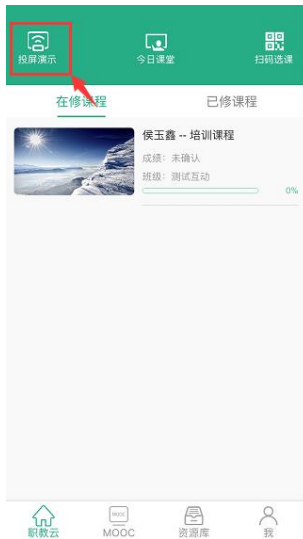 投屏演示
今日课堂
扫码选课
在修课程
已修课程
侯玉鑫 -- 培训课程
成绩：未确认
班级：测试互动
0%
职教云
MOOC
MOOC
资源库
我